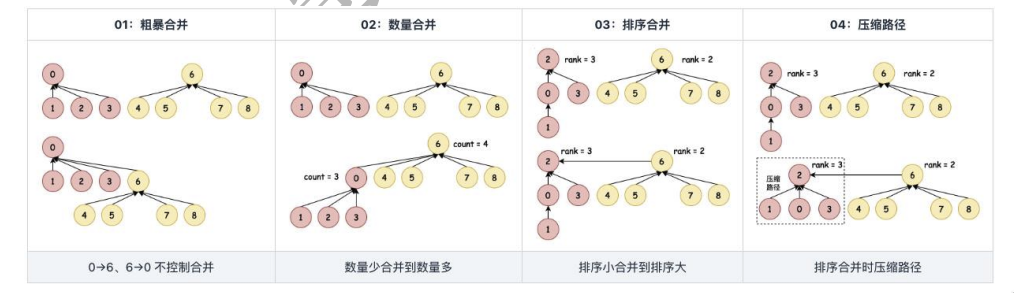 01：粗暴合并
02：数量合并
03：排序合并
04：压缩路径
0
6
1 2 3 4 5 7 8
0
1 2 3 6
4 5 7 8
0
6
1 2 3 4 5 7 8
6 count = 4
count = 3 0 4 5 7 8
1 2 3
2 rank = 3 6 rank = 2
0 3 4 5 7 8
1
2 rank = 3 6 rank = 2
0 3 4 5 7 8
1
2 rank = 3 6 rank = 2
0 3 4 5 7 8
1
压缩
路径
2 rank = 3 6 rank = 2
1 0 3 4 5 7 8
0→6、6→0 不控制合并
数量少合并到数量多
排序小合并到排序大
排序合并时压缩路径